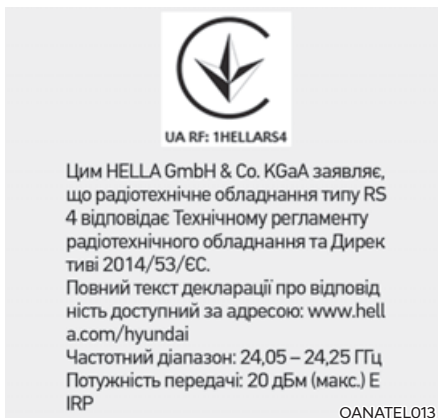 UA RF: 1HELLARS4
Цим HELLA GmbH & Co. KGaA заявляє,
що радіотехнічне обладнання типу RS
4 відповідає Технічному регламенту
радіотехнічного обладнання та Дирек
тиві 2014/53/ЄС.
Повний текст декларації про відповід
ність доступний за адресою: www.hell
a.com/hyundai
Частотний діапазон: 24,05 – 24,25 ГГц
Потужність передачі: 20 дБм (макс.) E
IRP
OANATEL013